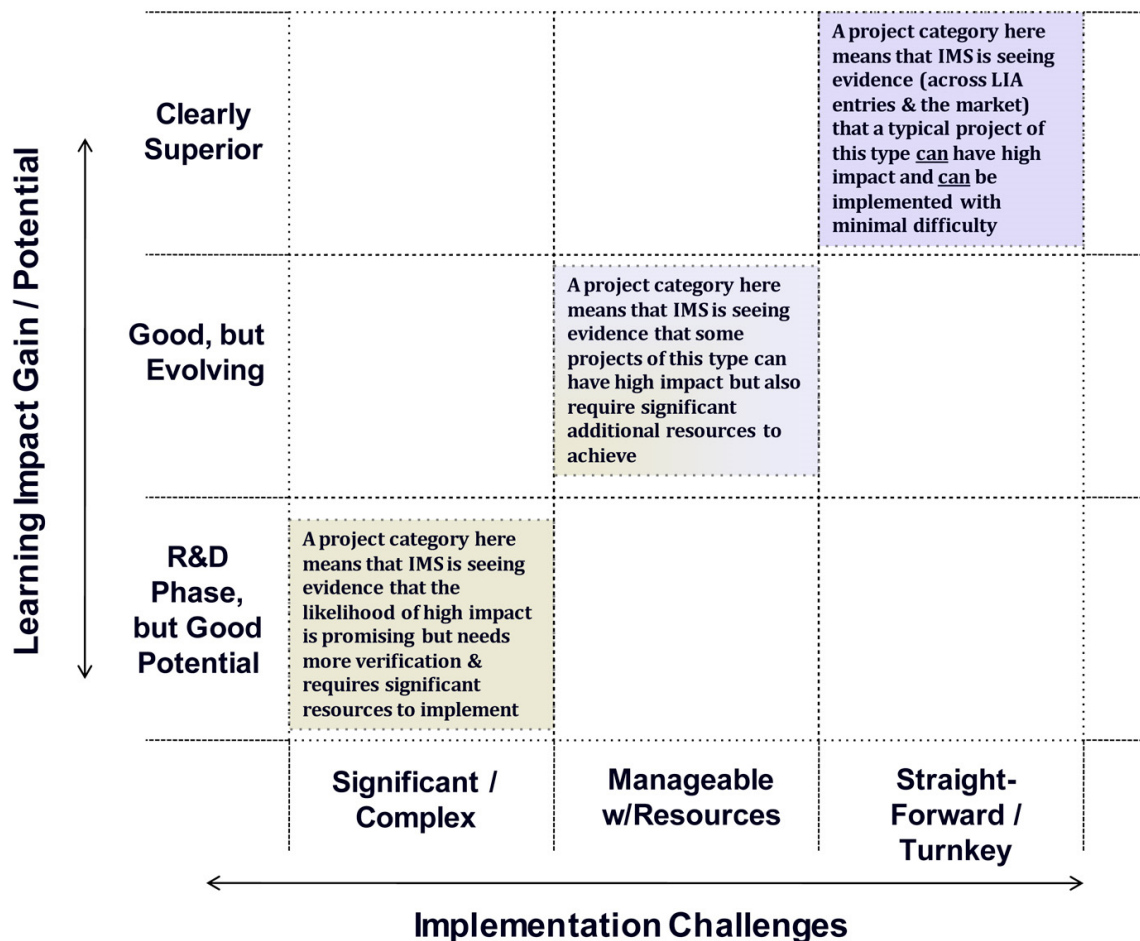 Learning Impact Gain / Potential
Clearly
Superior
A project category here
means that IMS is seeing
evidence (across LIA
entries & the market)
that a typical project of
this type can have high
impact and can be
implemented with
minimal difficulty
Good, but
Evolving
A project category here
means that IMS is seeing
evidence that some
projects of this type can
have high impact but also
require significant
additional resources to
achieve
R&D
Phase,
but Good
Potential
A project category here
means that IMS is seeing
evidence that the
likelihood of high impact
is promising but needs
more verification &
requires significant
resources to implement
Significant /
Complex
Manageable
w/Resources
Straight-
Forward /
Turnkey
Implementation Challenges